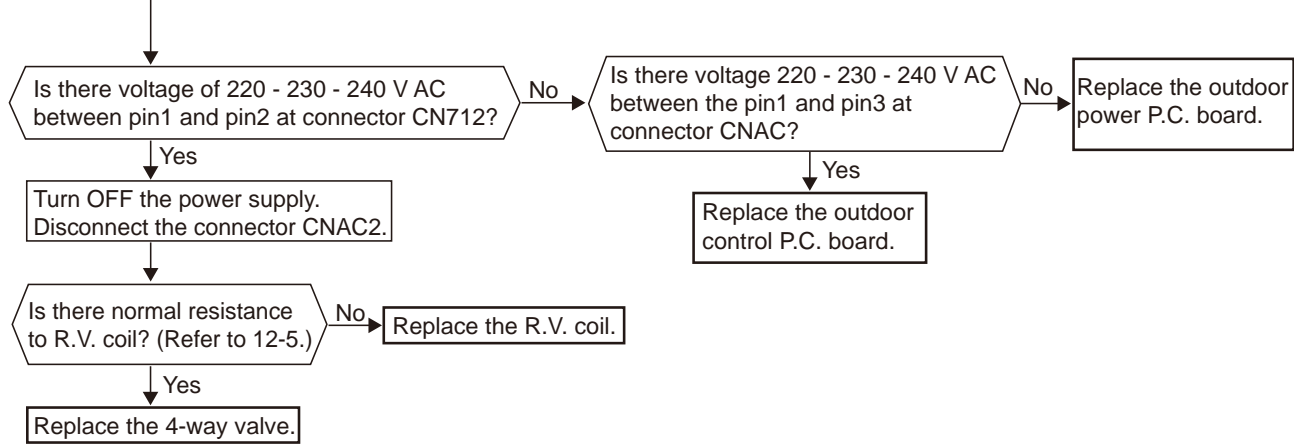 Is there voltage of 220 - 230 - 240 V AC
between pin1 and pin2 at connector CN712?
No
Is there voltage 220 - 230 - 240 V AC
between the pin1 and pin3 at
connector CNAC?
No
Replace the outdoor
power P.C. board.
Yes
Turn OFF the power supply.
Disconnect the connector CNAC2.
Yes
Replace the outdoor
control P.C. board.
Is there normal resistance
to R.V. coil? (Refer to 12-5.)
No
Replace the R.V. coil.
Yes
Replace the 4-way valve.